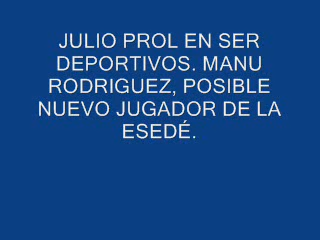 JULIO PROL EN SER
DEPORTIVOS. MANU
RODRIGUEZ, POSIBLE
NUEVO JUGADOR DE LA
ESEDÉ.